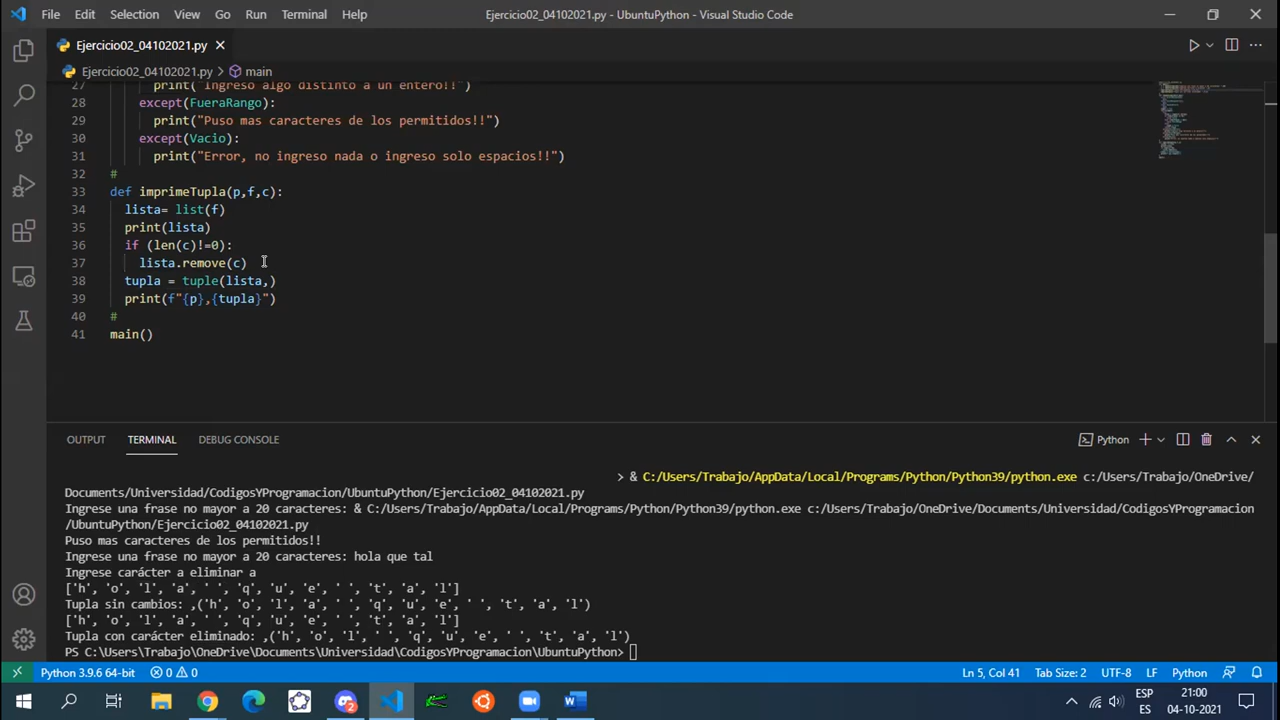 File Edit Selection View Go Run Terminal Help
Ejercicio02_04102021.py - UbuntuPython - Visual Studio Code
Ejercicio02_04102021.py
Ejercicio02_04102021.py > main
27 print("Ingreso algo distinto a un entero!!")
28 except(FueraRango):
29 print("Puso mas caracteres de los permitidos!!")
30 except(Vacio):
31 print("Error, no ingreso nada o ingreso solo espacios!!")
32 #
33 def imprimeTupla(p,f,c):
34 lista= list(f)
35 print(lista)
36 if (len(c)!=0):
37 lista.remove(c)
38 tupla = tuple(lista,)
39 print(f"{p},{tupla}")
40 #
41 main()
OUTPUT TERMINAL DEBUG CONSOLE
Python
> & C:/Users/Trabajo/AppData/Local/Programs/Python/Python39/python.exe c:/Users/Trabajo/OneDrive/
Documents/Universidad/CodigosYProgramacion/UbuntuPython/Ejercicio02_04102021.py
Ingrese una frase no mayor a 20 caracteres: & C:/Users/Trabajo/AppData/Local/Programs/Python/Python39/python.exe c:/Users/Trabajo/OneDrive/Documents/Universidad/CodigosYProgramacion
/UbuntuPython/Ejercicio02_04102021.py
Puso mas caracteres de los permitidos!!
Ingrese una frase no mayor a 20 caracteres: hola que tal
Ingrese carácter a eliminar a
['h', 'o', 'l', 'a', ' ', 'q', 'u', 'e', ' ', 't', 'a', 'l']
Tupla sin cambios: ,('h', 'o', 'l', 'a', ' ', 'q', 'u', 'e', ' ', 't', 'a', 'l')
['h', 'o', 'l', 'a', ' ', 'q', 'u', 'e', ' ', 't', 'a', 'l']
Tupla con carácter eliminado: ,('h', 'o', 'l', ' ', 'q', 'u', 'e', ' ', 't', 'a', 'l')
PS C:\Users\Trabajo\OneDrive\Documents\Universidad\CodigosYProgramacion\UbuntuPython>
Python 3.9.6 64-bit 0 0 Ln 5, Col 41 Tab Size: 2 UTF-8 LF Python
ESP 21:00
ES 04-10-2021